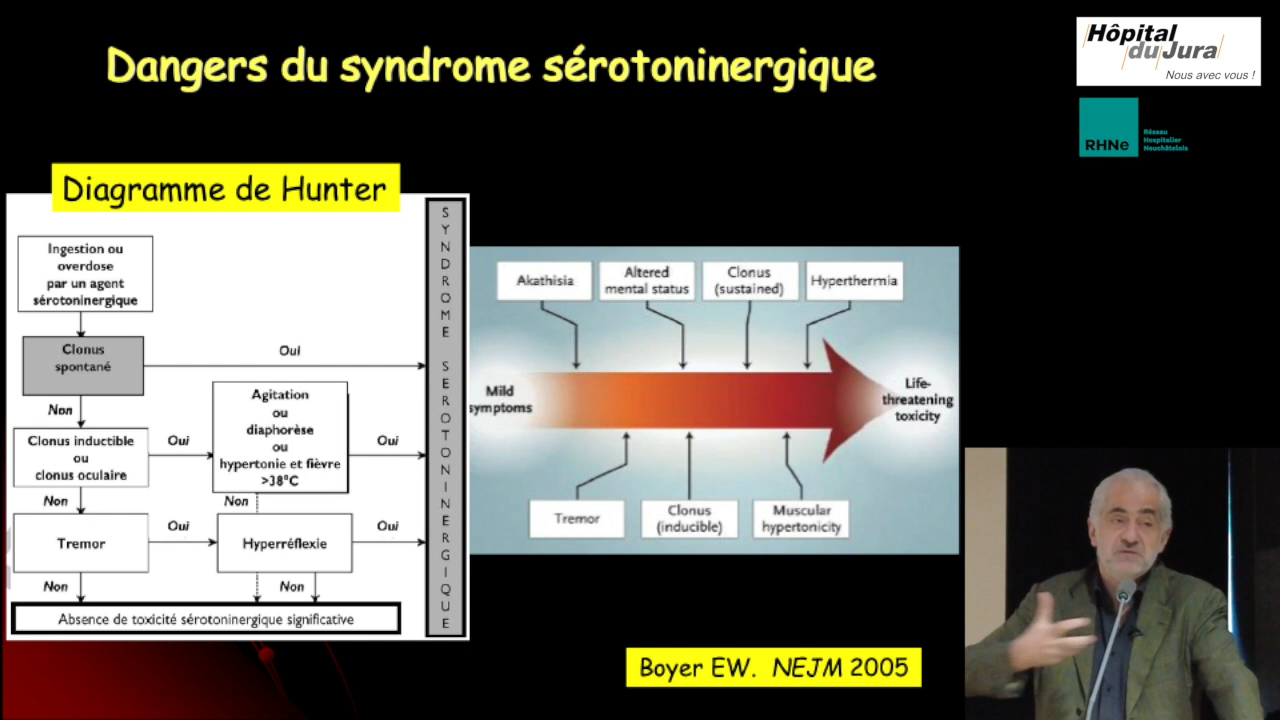 Dangers du syndrome sérotoninergique
Hôpital
du Jura
Nous avec vous !
RHNe
Réseau
Hospitalier
Neuchâtelois
Diagramme de Hunter
Ingestion ou
overdose
par un agent
sérotoninergique
Clonus
spontané
Oui
Non
Clonus inductible
ou
clonus oculaire
Oui
Agitation
ou
diaphorèse
ou
hypertonie et fièvre
>38°C
Oui
Non
Non
Tremor
Oui
Hyperréflexie
Oui
Non
Non
Absence de toxicité sérotoninergique significative
SYNDROME SEROTONINERGIQUE
Akathisia
Altered
mental status
Clonus
(sustained)
Hyperthermia
Mild
symptoms
Life-
threatening
toxicity
Tremor
Clonus
(inducible)
Muscular
hypertonicity
Boyer EW. NEJM 2005